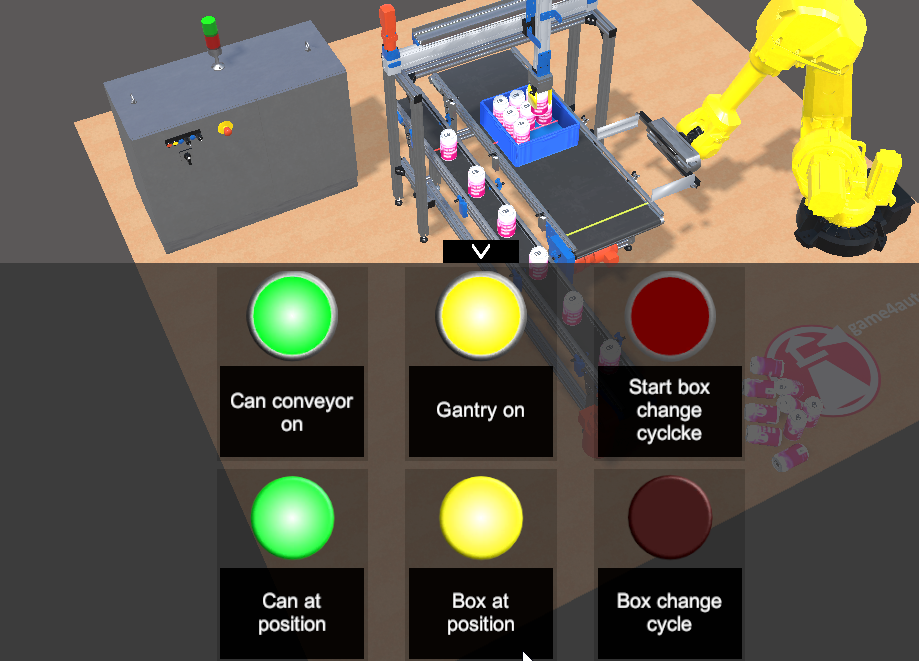 game4au
Can conveyor
on
Gantry on
Start box
change
cyclcke
Can at
position
Box at
position
Box change
cycle